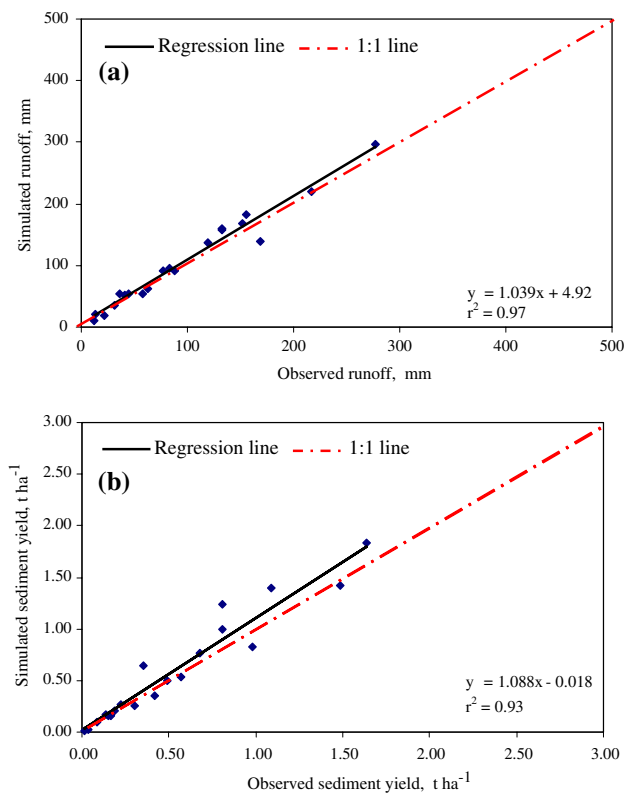 500
Regression line 1:1 line
(a)
400
300
200
100
0
0 100 200 300 400 500
Simulated runoff, mm
Observed runoff, mm
y = 1.039x + 4.92
r² = 0.97
3.00
Regression line 1:1 line
(b)
2.50
2.00
1.50
1.00
0.50
0.00
0.00 0.50 1.00 1.50 2.00 2.50 3.00
Simulated sediment yield, t ha⁻¹
Observed sediment yield, t ha⁻¹
y = 1.088x - 0.018
r² = 0.93